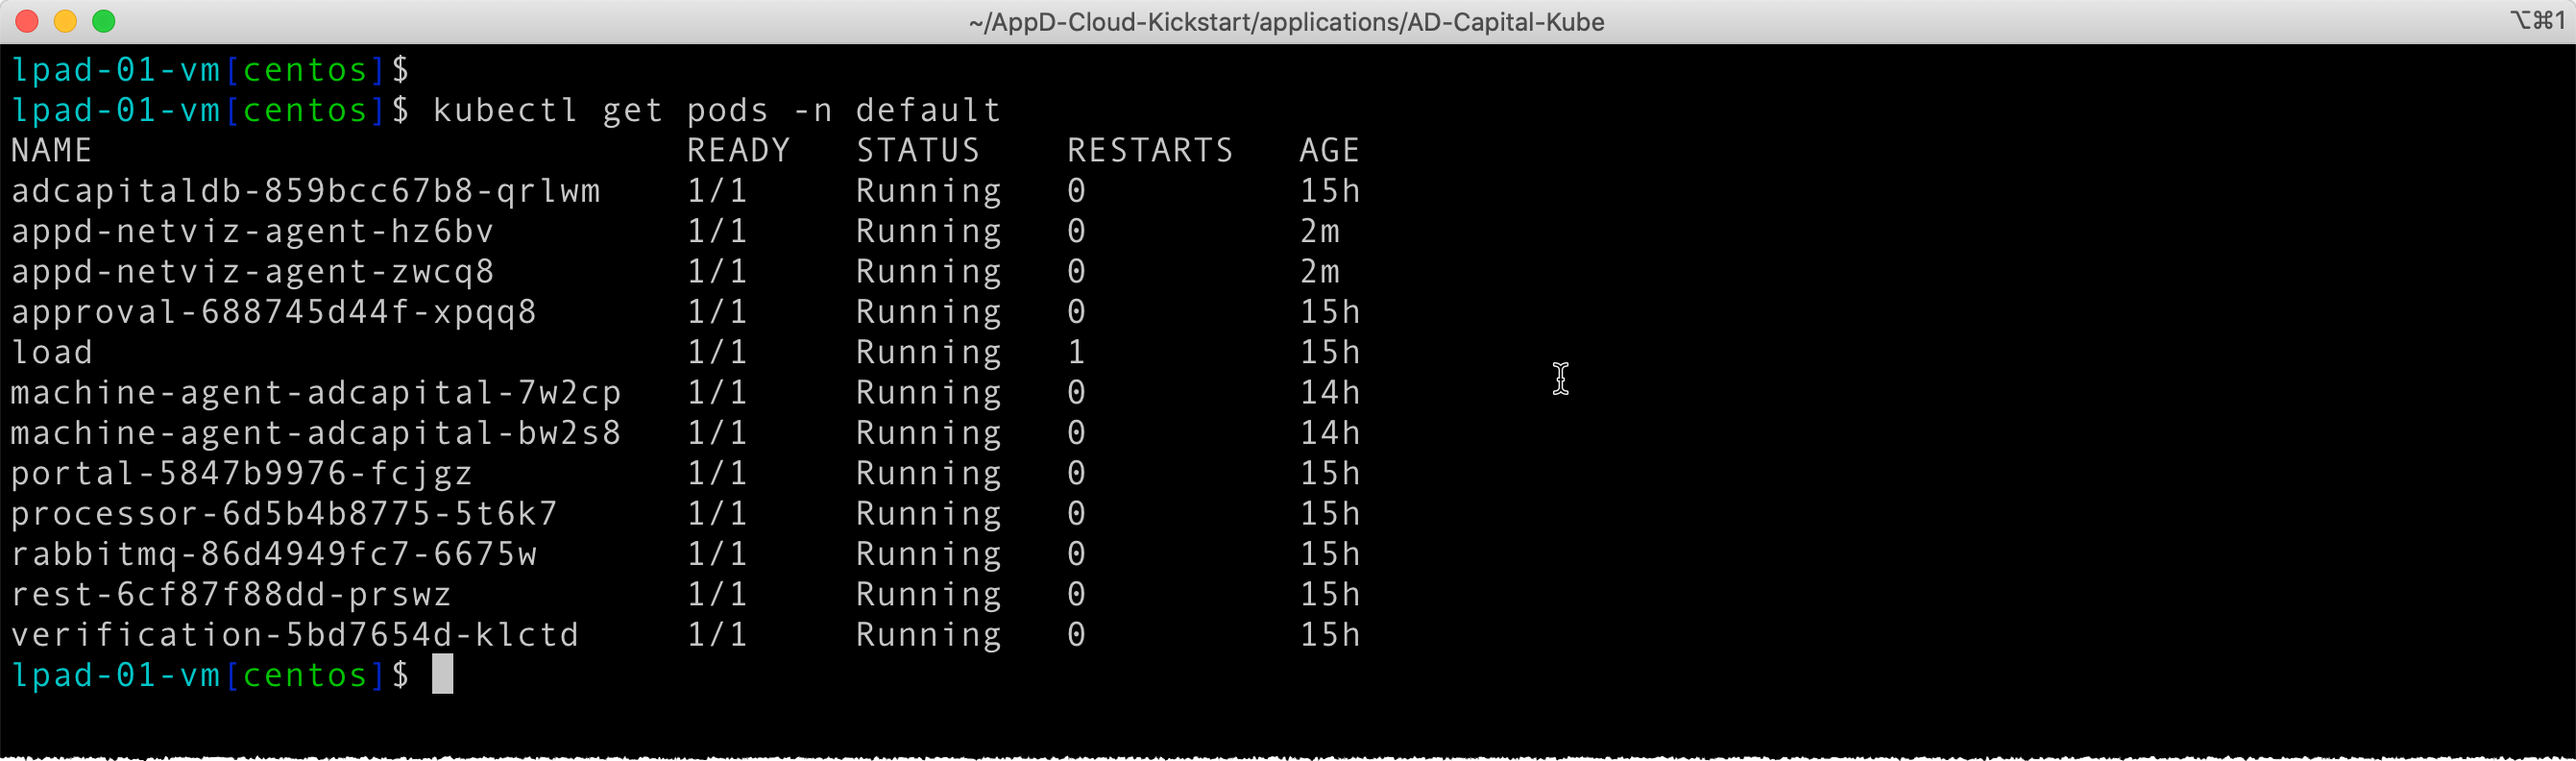 ~/AppD-Cloud-Kickstart/applications/AD-Capital-Kube ⌥⌘1
lpad-01-vm[centos]$
lpad-01-vm[centos]$ kubectl get pods -n default
NAME READY STATUS RESTARTS AGE
adcapitaldb-859bcc67b8-qrlwm 1/1 Running 0 15h
appd-netviz-agent-hz6bv 1/1 Running 0 2m
appd-netviz-agent-zwcq8 1/1 Running 0 2m
approval-688745d44f-xpqq8 1/1 Running 0 15h
load 1/1 Running 1 15h
machine-agent-adcapital-7w2cp 1/1 Running 0 14h
machine-agent-adcapital-bw2s8 1/1 Running 0 14h
portal-5847b9976-fcjgz 1/1 Running 0 15h
processor-6d5b4b8775-5t6k7 1/1 Running 0 15h
rabbitmq-86d4949fc7-6675w 1/1 Running 0 15h
rest-6cf87f88dd-prswz 1/1 Running 0 15h
verification-5bd7654d-klctd 1/1 Running 0 15h
lpad-01-vm[centos]$